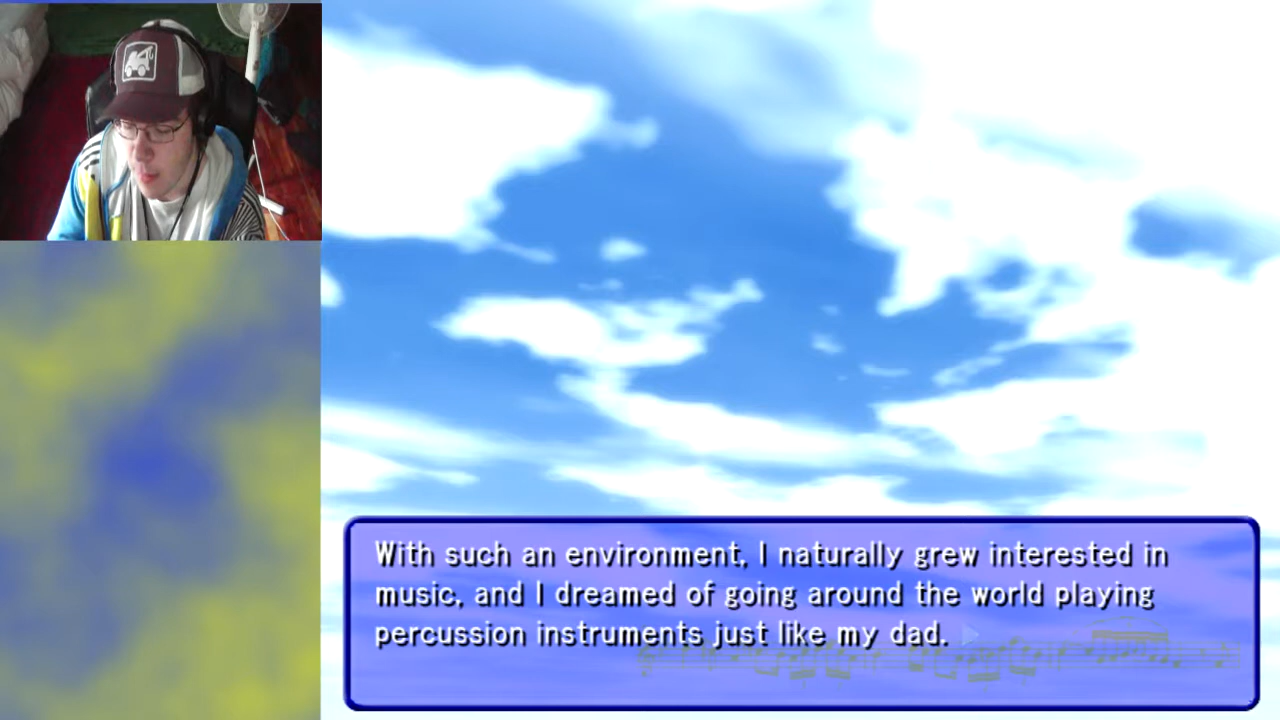 With such an environment, I naturally grew interested in
music, and I dreamed of going around the world playing
percussion instruments just like my dad.